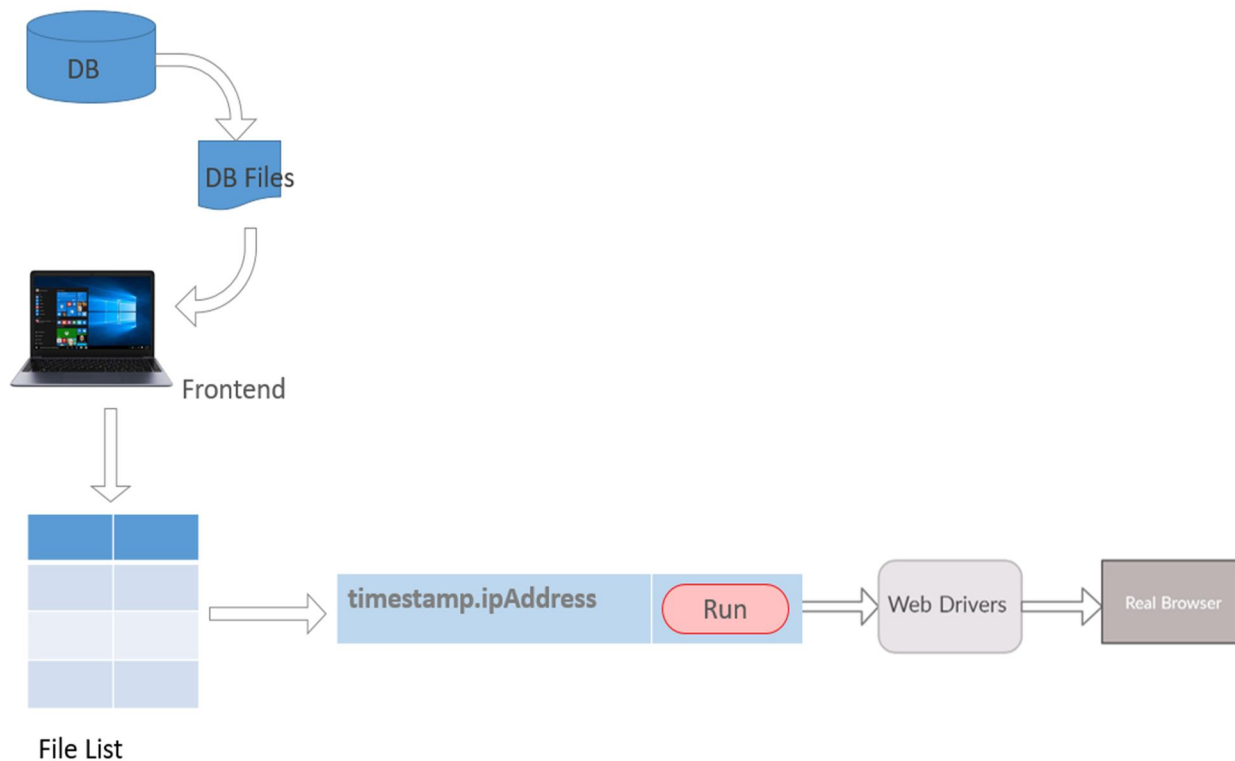 DB
DB Files
Frontend
timestamp.ipAddress
Run
Web Drivers
Real Browser
File List